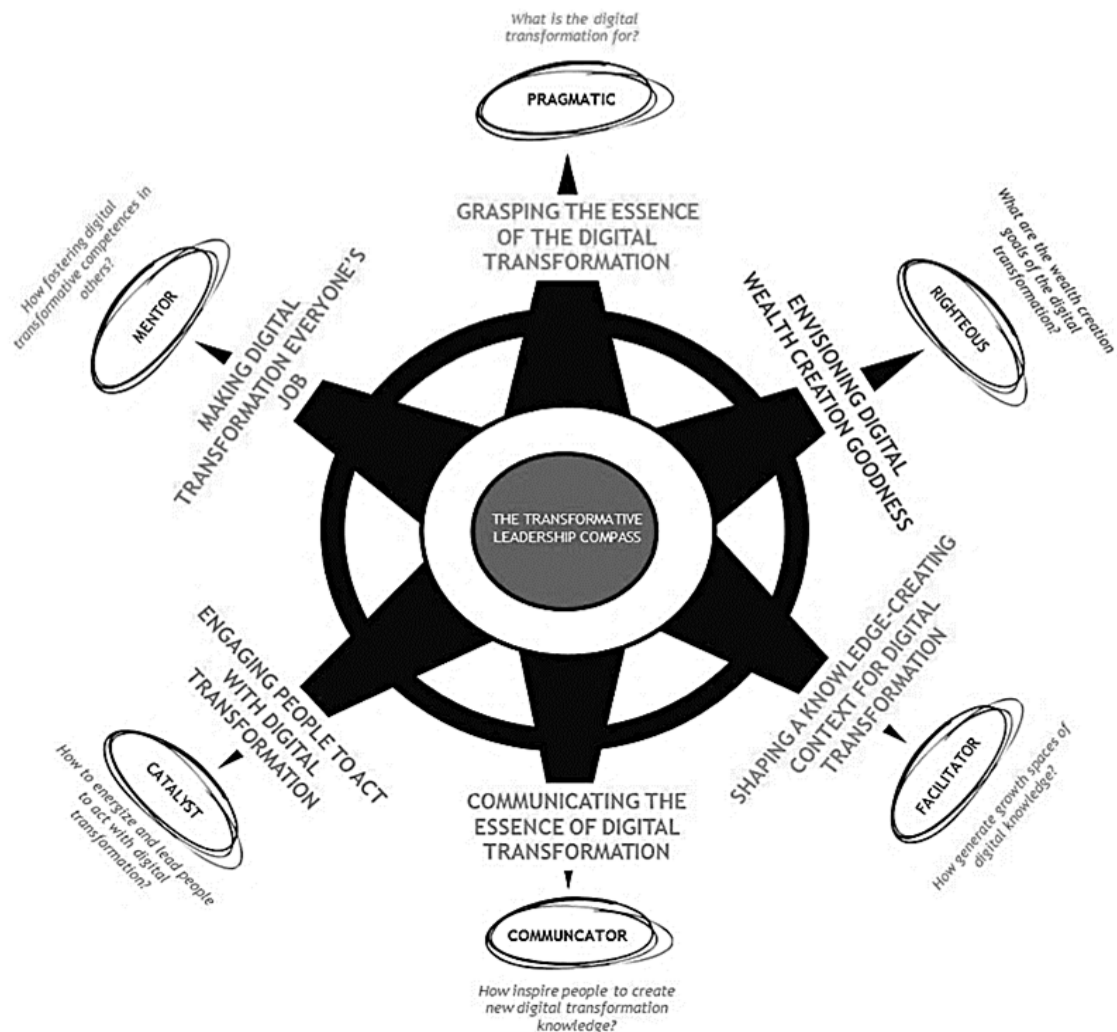 What is the digital
transformation for?
PRAGMATIC
GRASPING THE ESSENCE
OF THE DIGITAL
TRANSFORMATION
What are the wealth creation
goals of the digital
transformation?
RIGHTEOUS
ENVISIONING DIGITAL
WEALTH CREATION GOODNESS
How fostering digital
transformative competences in
others?
MENTOR
MAKING DIGITAL
TRANSFORMATION EVERYONE'S
JOB
THE TRANSFORMATIVE
LEADERSHIP COMPASS
SHAPING A KNOWLEDGE-CREATING
CONTEXT FOR DIGITAL
TRANSFORMATION
FACILITATOR
How generate growth spaces of
digital knowledge?
ENGAGING PEOPLE TO ACT
WITH DIGITAL
TRANSFORMATION
CATALYST
How to energize and lead people
to act with digital
transformation?
COMMUNICATING THE
ESSENCE OF DIGITAL
TRANSFORMATION
COMMUNCATOR
How inspire people to create
new digital transformation
knowledge?